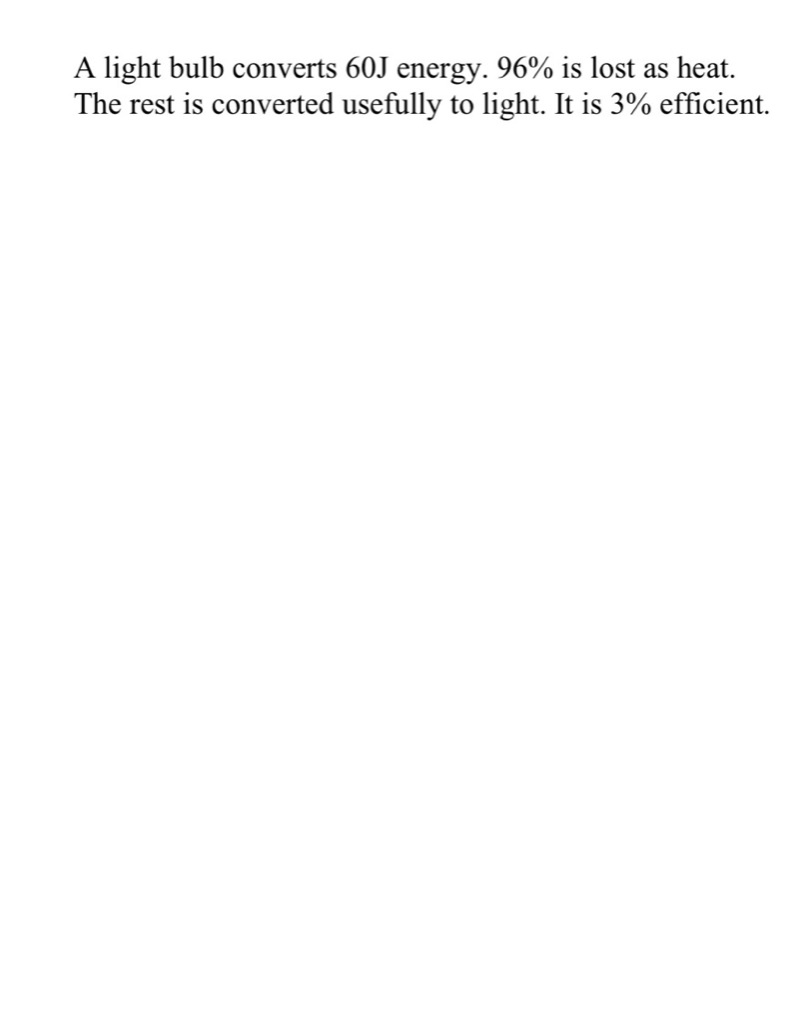 A light bulb converts 60J energy. 96% is lost as heat.
The rest is converted usefully to light. It is 3% efficient.